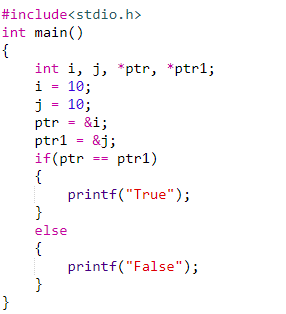 #include<stdio.h>
int main()
{
    int i, j, *ptr, *ptr1;
    i = 10;
    j = 10;
    ptr = &i;
    ptr1 = &j;
    if(ptr == ptr1)
    {
        printf("True");
    }
    else
    {
        printf("False");
    }
}